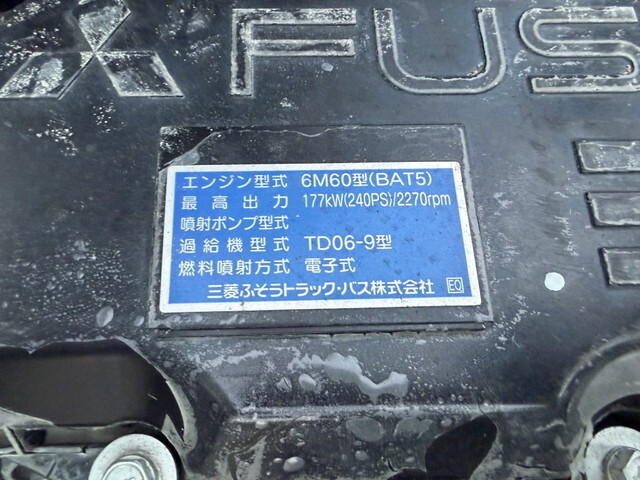 FUS
エンジン型式 6M60型(BAT5)
最高出力 177kW(240PS)/2270rpm
噴射ポンプ型式
過給機型式 TD06-9型
燃料噴射方式 電子式
三菱ふそうトラック・バス株式会社 EQ